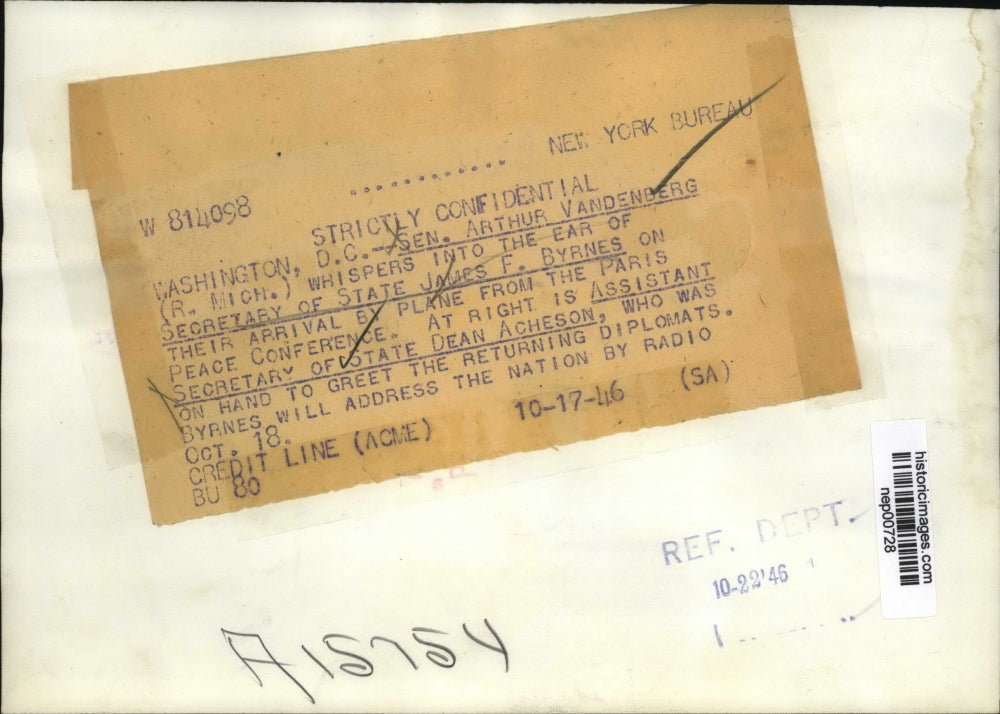 NEW YORK BUREAU
W 814098 ............
STRICTLY CONFIDENTIAL
WASHINGTON, D.C.--SEN. ARTHUR VANDENBERG
(R. MICH.) WHISPERS INTO THE EAR OF
SECRETARY OF STATE JAMES F. BYRNES ON
THEIR ARRIVAL BY PLANE FROM THE PARIS
PEACE CONFERENCE. AT RIGHT IS ASSISTANT
SECRETARY OF STATE DEAN ACHESON, WHO WAS
ON HAND TO GREET THE RETURNING DIPLOMATS.
BYRNES WILL ADDRESS THE NATION BY RADIO
OCT. 18.
CREDIT LINE (ACME) 10-17-46 (SA)
BU 80
historicimages.com
nep00728
REF. DEPT.
10-22'46
A15754